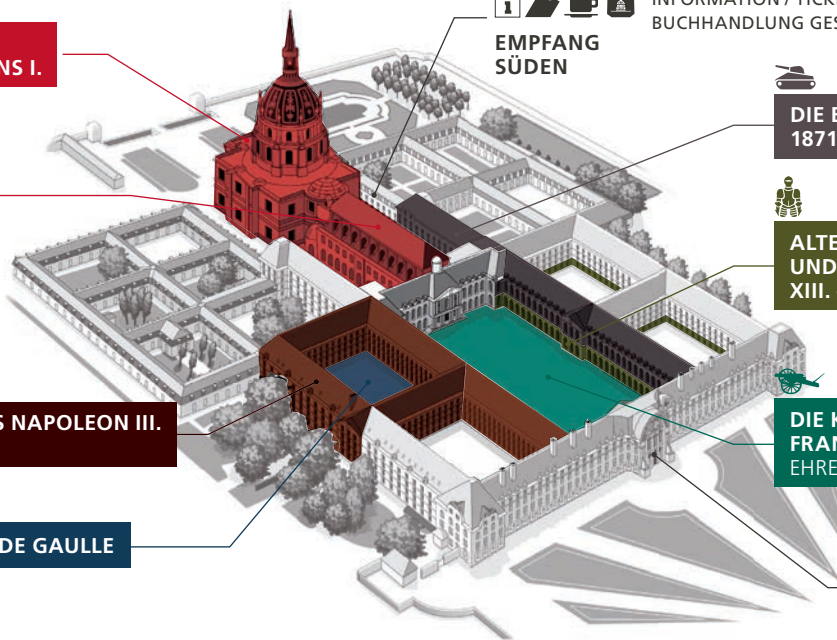 NS I.
EMPFANG
SÜDEN
INFORMATION / TICK
BUCHHANDLUNG GES
DIE
1871
ALTE
UND
XIII.
S NAPOLEON III.
DE GAULLE
DIE
FRAN
EHRE